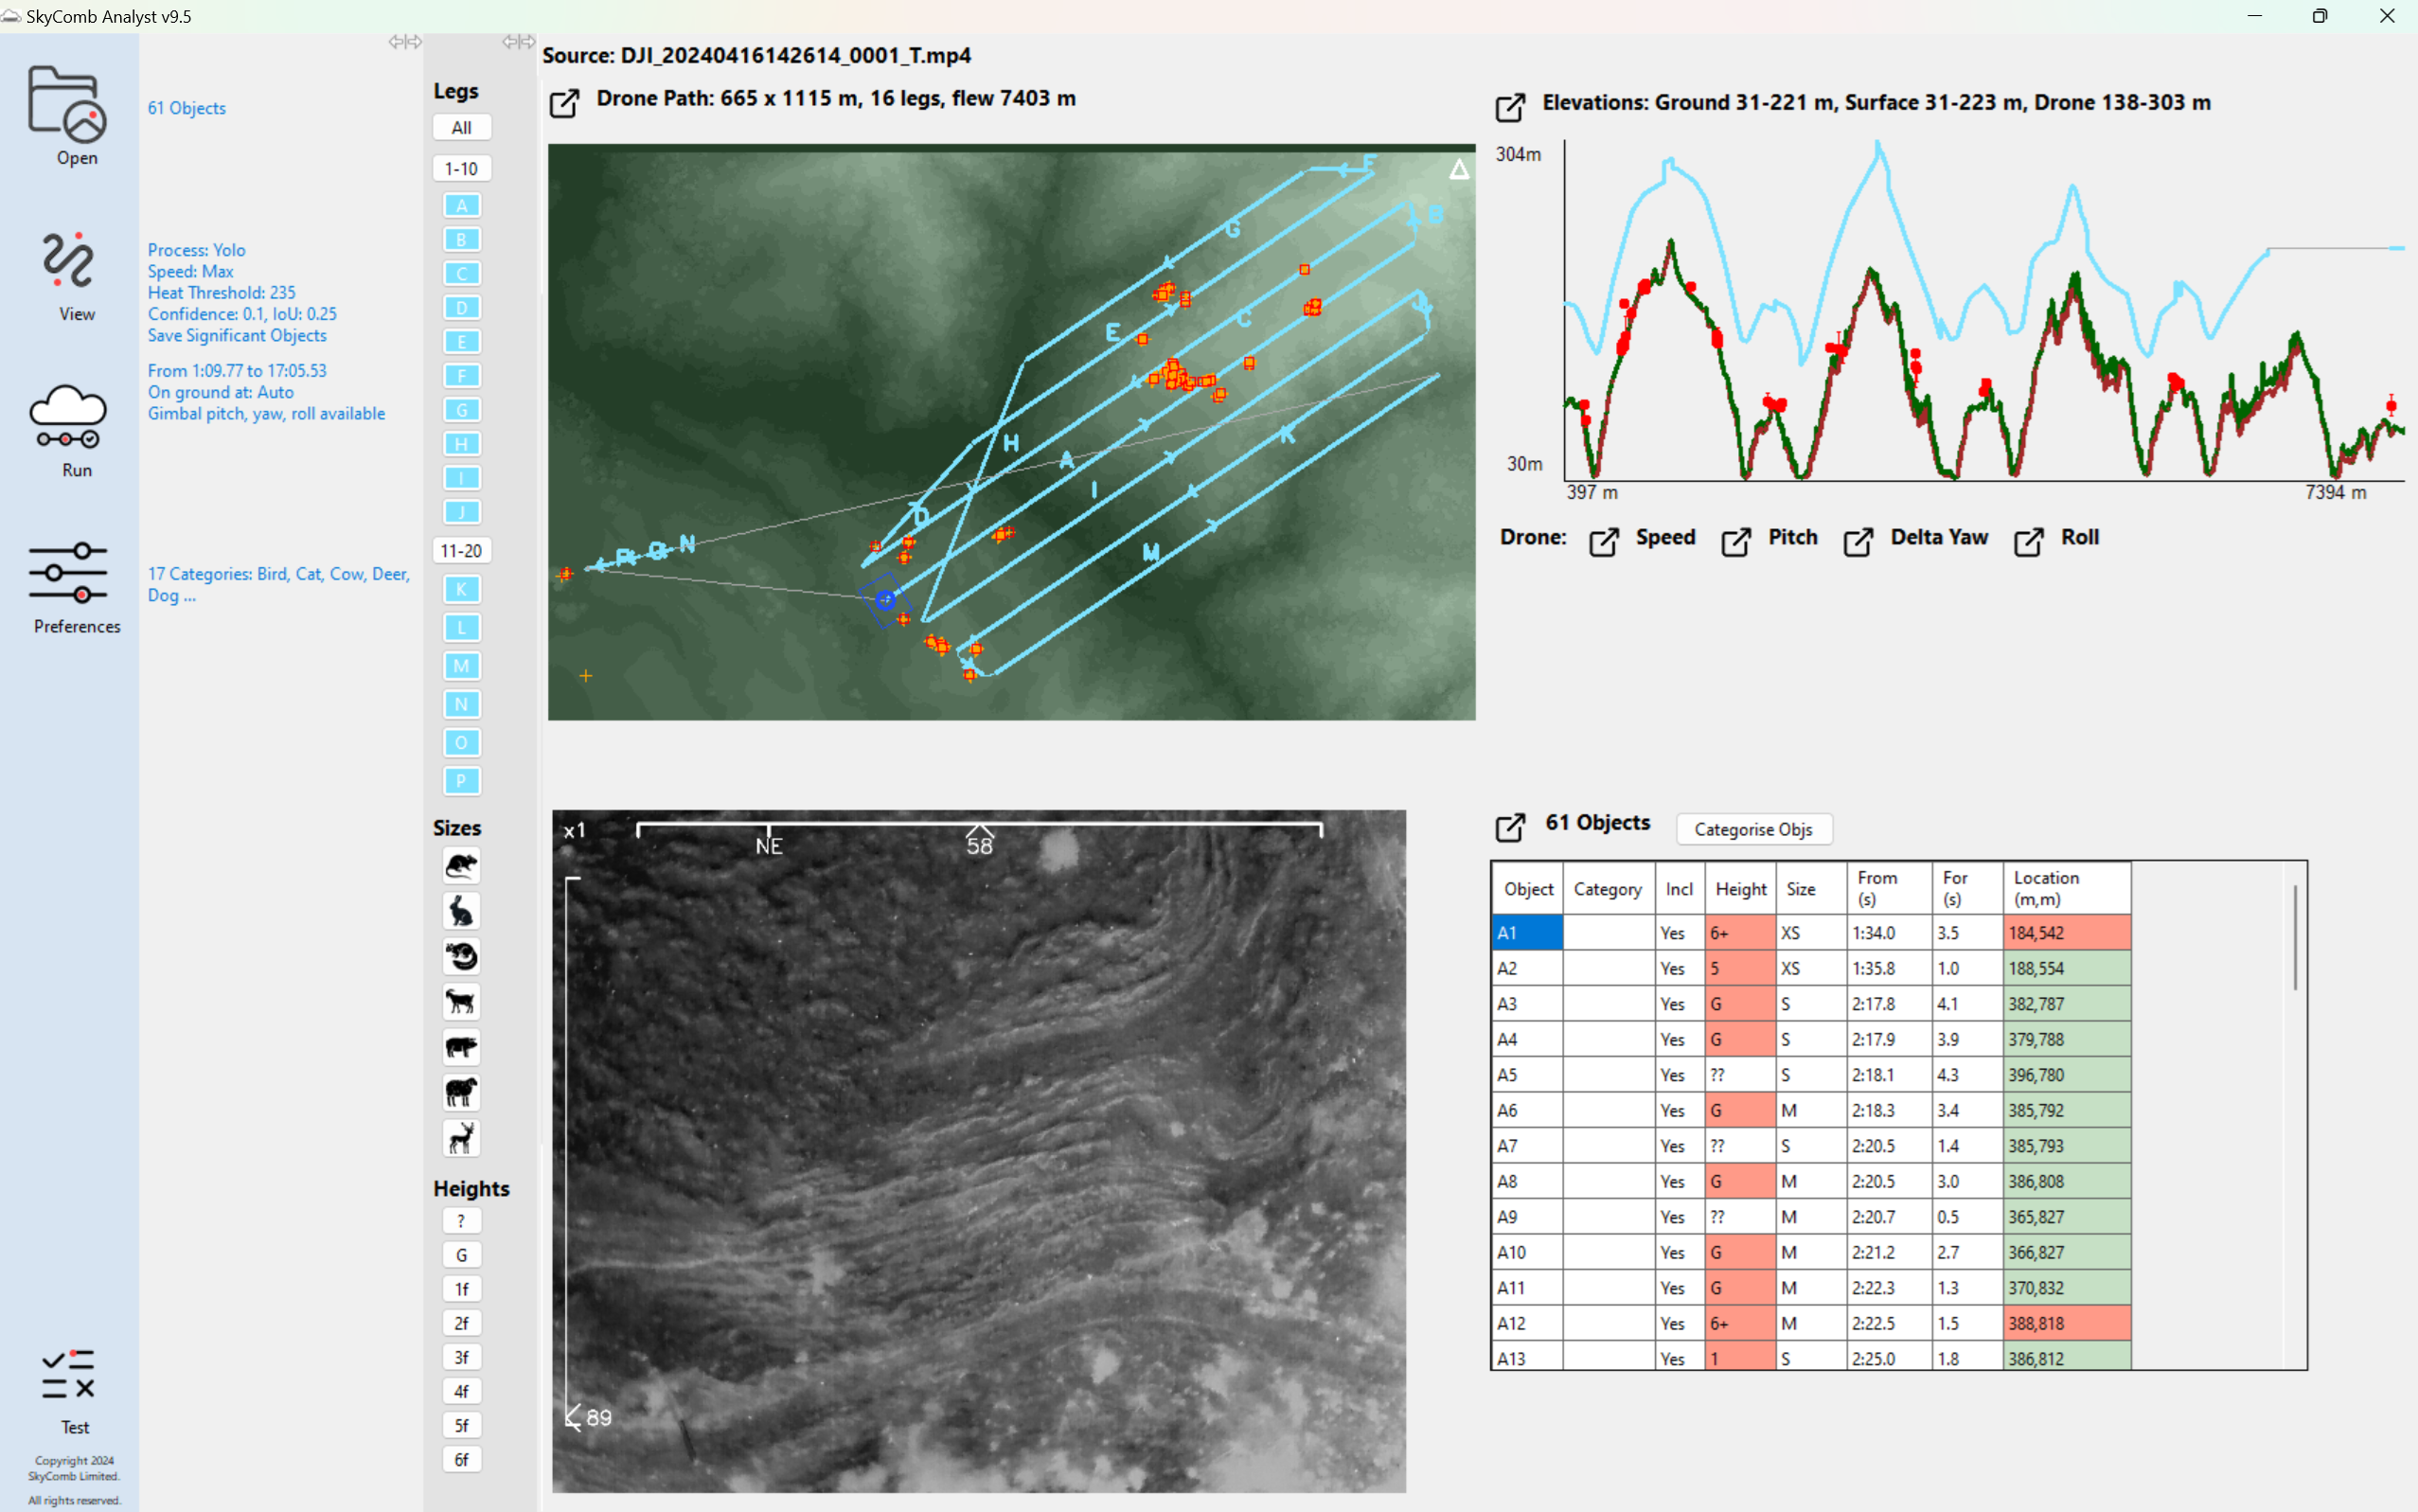 SkyComb Analyst v9.5
Open
View
Run
Preferences
Test
Copyright 2024
SkyComb Limited.
All rights reserved.
61 Objects
Process: Yolo
Speed: Max
Heat Threshold: 235
Confidence: 0.1, IoU: 0.25
Save Significant Objects
From 1:09.77 to 17:05.53
On ground at: Auto
Gimbal pitch, yaw, roll available
17 Categories: Bird, Cat, Cow, Deer,
Dog ...
Legs
All
1-10
A
B
C
D
E
F
G
H
I
J
11-20
K
L
M
N
O
P
Sizes
Heights
?
G
1f
2f
3f
4f
5f
6f
Source: DJI_20240416142614_0001_T.mp4
Drone Path: 665 x 1115 m, 16 legs, flew 7403 m
F
B
G
J
C
E
K
H
A
I
D
M
P O N
Elevations: Ground 31-221 m, Surface 31-223 m, Drone 138-303 m
304m
30m
397 m 7394 m
Drone: Speed Pitch Delta Yaw Roll
x1
NE 58
89
61 Objects Categorise Objs
Object Category Incl Height Size From (s) For (s) Location (m,m)
A1 Yes 6+ XS 1:34.0 3.5 184,542
A2 Yes 5 XS 1:35.8 1.0 188,554
A3 Yes G S 2:17.8 4.1 382,787
A4 Yes G S 2:17.9 3.9 379,788
A5 Yes ?? S 2:18.1 4.3 396,780
A6 Yes G M 2:18.3 3.4 385,792
A7 Yes ?? S 2:20.5 1.4 385,793
A8 Yes G M 2:20.5 3.0 386,808
A9 Yes ?? M 2:20.7 0.5 365,827
A10 Yes G M 2:21.2 2.7 366,827
A11 Yes G M 2:22.3 1.3 370,832
A12 Yes 6+ M 2:22.5 1.5 388,818
A13 Yes 1 S 2:25.0 1.8 386,812